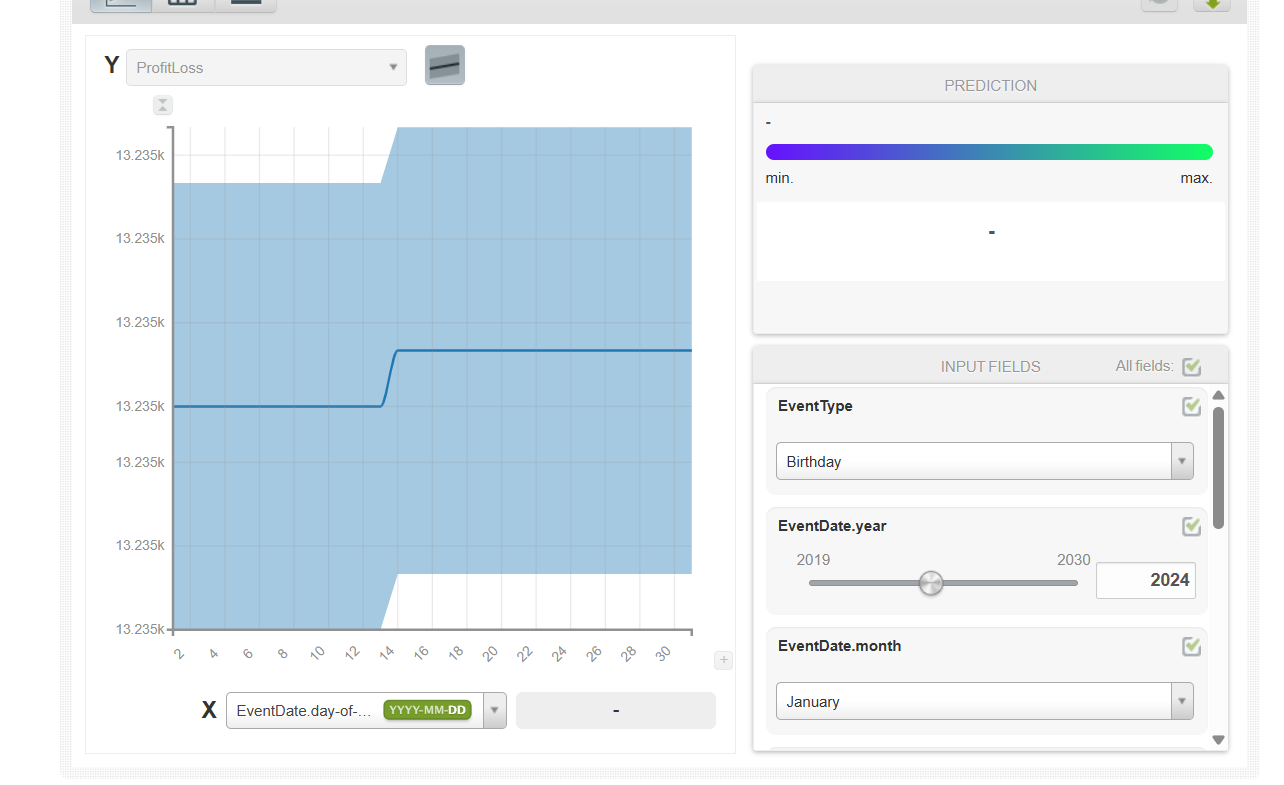 Y ProfitLoss
13.235k
13.235k
13.235k
13.235k
13.235k
13.235k
13.235k
2 4 6 8 10 12 14 16 18 20 22 24 26 28 30
+
X EventDate.day-of-... YYYY-MM-DD -
PREDICTION
-
min. max.
-
INPUT FIELDS All fields:
EventType
Birthday
EventDate.year
2019 2030
2024
EventDate.month
January